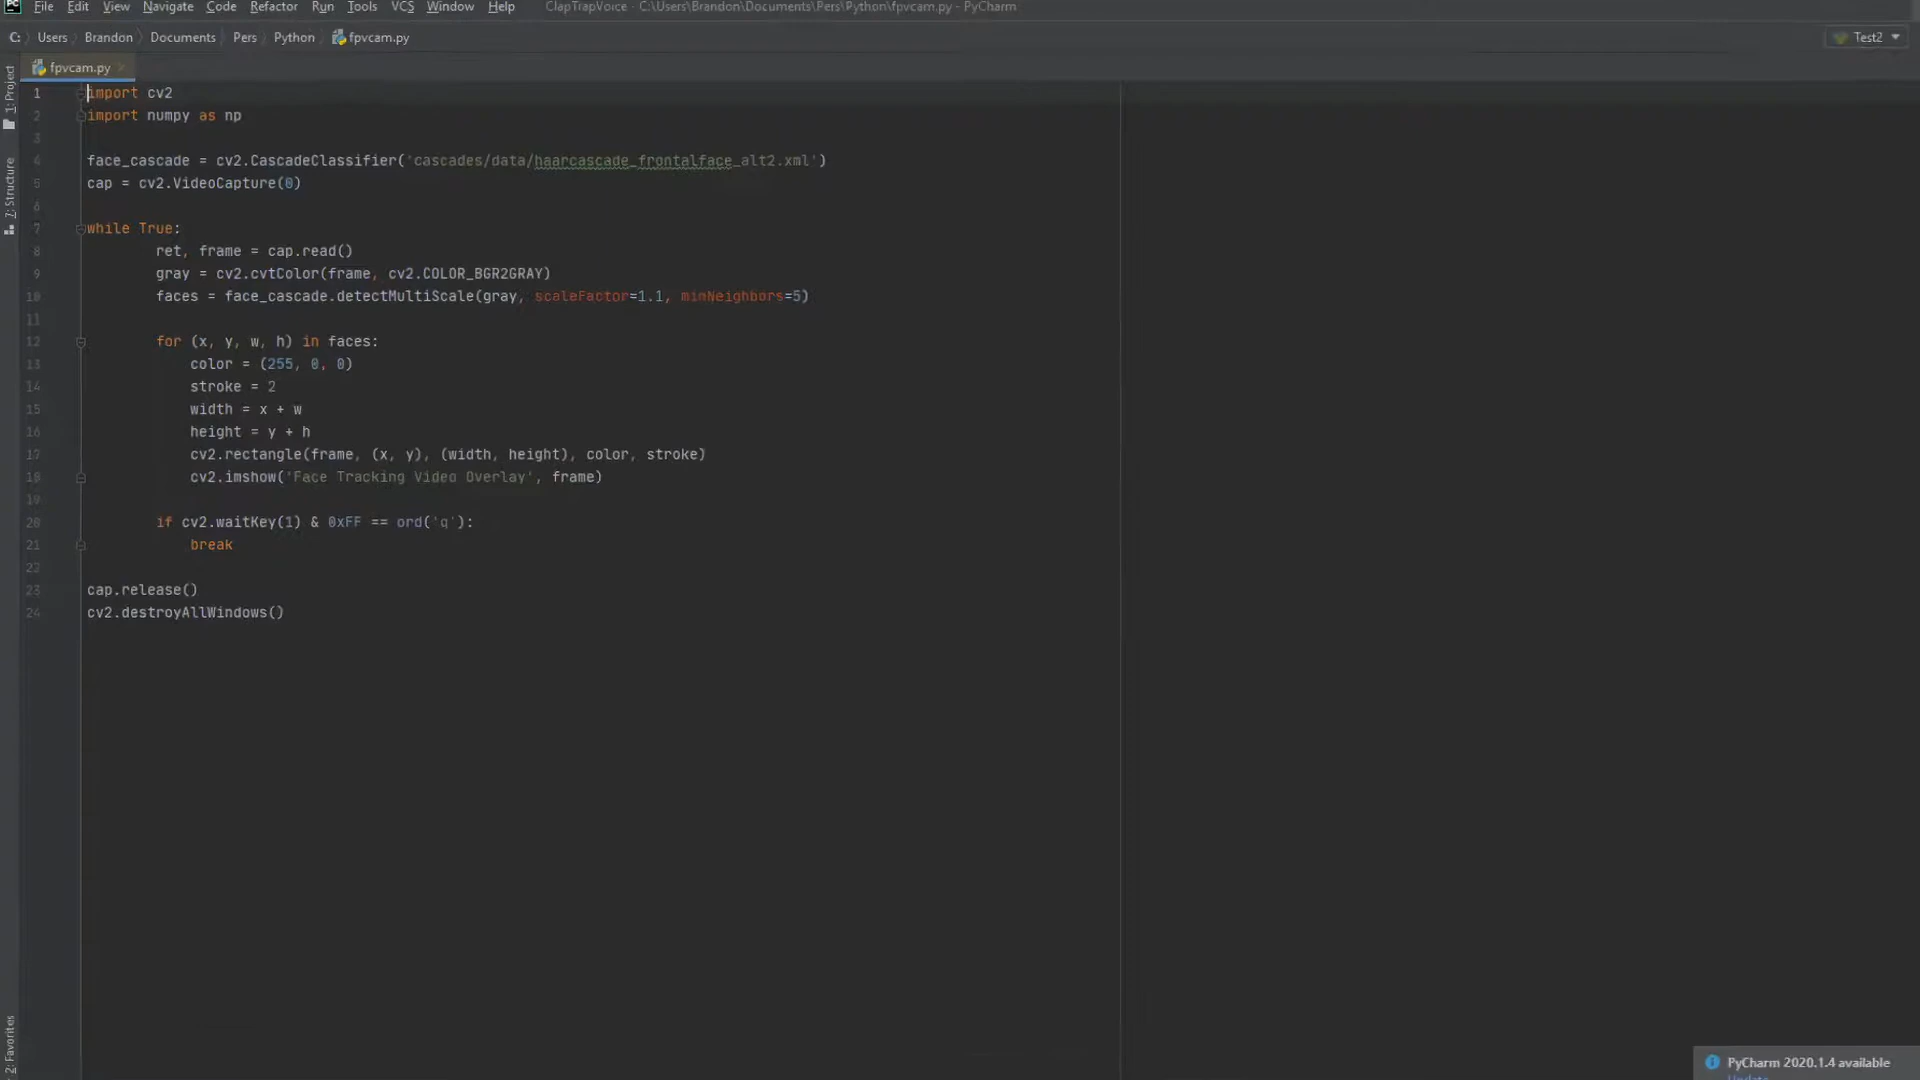 File Edit View Navigate Code Refactor Run Tools VCS Window Help ClapTrapVoice - C:\Users\Brandon\Documents\Pers\Python\fpvcam.py - PyCharm
C: Users Brandon Documents Pers Python fpvcam.py Test2
fpvcam.py
1: Project
7: Structure
2: Favorites
1 import cv2
2 import numpy as np
3
4 face_cascade = cv2.CascadeClassifier('cascades/data/haarcascade_frontalface_alt2.xml')
5 cap = cv2.VideoCapture(0)
6
7 while True:
8 ret, frame = cap.read()
9 gray = cv2.cvtColor(frame, cv2.COLOR_BGR2GRAY)
10 faces = face_cascade.detectMultiScale(gray, scaleFactor=1.1, minNeighbors=5)
11
12 for (x, y, w, h) in faces:
13 color = (255, 0, 0)
14 stroke = 2
15 width = x + w
16 height = y + h
17 cv2.rectangle(frame, (x, y), (width, height), color, stroke)
18 cv2.imshow('Face Tracking Video Overlay', frame)
19
20 if cv2.waitKey(1) & 0xFF == ord('q'):
21 break
22
23 cap.release()
24 cv2.destroyAllWindows()
PyCharm 2020.1.4 available
Update